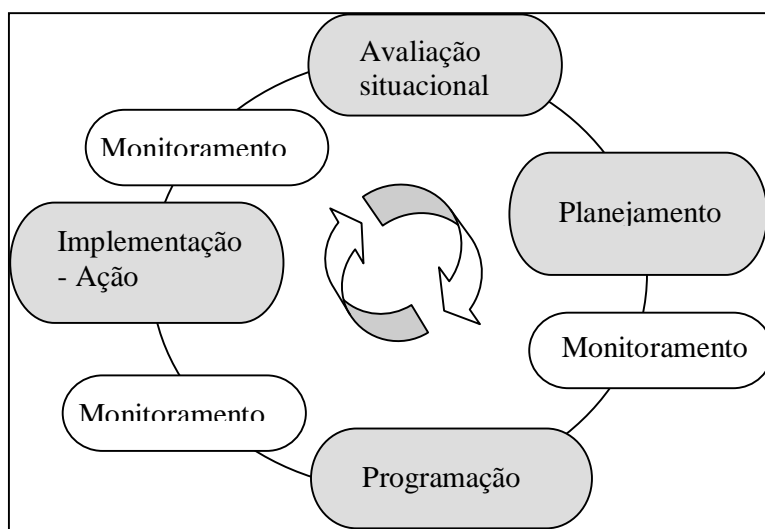 Avaliação
situacional
Monitoramento
Planejamento
Implementação
- Ação
Monitoramento
Monitoramento
Programação